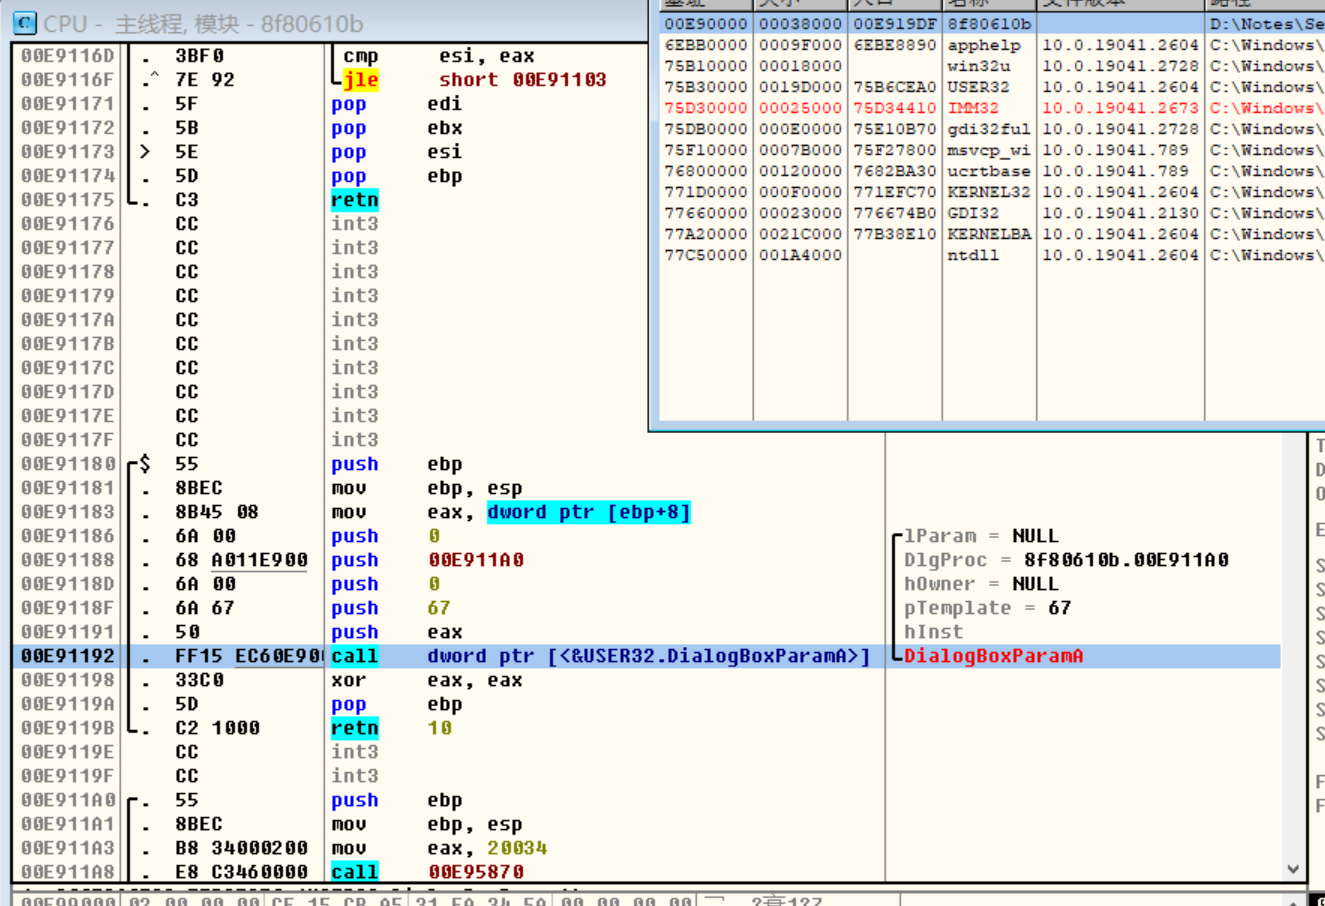 CPU - 主线程, 模块 - 8f80610b
基址 大小 入口 名称 文件版本 路径
00E90000 00038000 00E919DF 8f80610b D:\Notes\Se
6EBB0000 0009F000 6EBE8890 apphelp 10.0.19041.2604 C:\Windows\
75B10000 00018000 win32u 10.0.19041.2728 C:\Windows\
75B30000 0019D000 75B6CEA0 USER32 10.0.19041.2604 C:\Windows\
75D30000 00025000 75D34410 IMM32 10.0.19041.2673 C:\Windows\
75DB0000 000E0000 75E10B70 gdi32ful 10.0.19041.2728 C:\Windows\
75F10000 0007B000 75F27800 msvcp_wi 10.0.19041.789 C:\Windows\
76800000 00120000 7682BA30 ucrtbase 10.0.19041.789 C:\Windows\
771D0000 000F0000 771EFC70 KERNEL32 10.0.19041.2604 C:\Windows\
77660000 00023000 776674B0 GDI32 10.0.19041.2130 C:\Windows\
77A20000 0021C000 77B38E10 KERNELBA 10.0.19041.2604 C:\Windows\
77C50000 001A4000 ntdll 10.0.19041.2604 C:\Windows\
00E9116D . 3BF0 cmp esi, eax
00E9116F .^ 7E 92 jle short 00E91103
00E91171 . 5F pop edi
00E91172 . 5B pop ebx
00E91173 > 5E pop esi
00E91174 . 5D pop ebp
00E91175 . C3 retn
00E91176 CC int3
00E91177 CC int3
00E91178 CC int3
00E91179 CC int3
00E9117A CC int3
00E9117B CC int3
00E9117C CC int3
00E9117D CC int3
00E9117E CC int3
00E9117F CC int3
00E91180 $ 55 push ebp
00E91181 . 8BEC mov ebp, esp
00E91183 . 8B45 08 mov eax, dword ptr [ebp+8]
00E91186 . 6A 00 push 0 lParam = NULL
00E91188 . 68 A011E900 push 00E911A0 DlgProc = 8f80610b.00E911A0
00E9118D . 6A 00 push 0 hOwner = NULL
00E9118F . 6A 67 push 67 pTemplate = 67
00E91191 . 50 push eax hInst
00E91192 . FF15 EC60E90 call dword ptr [<&USER32.DialogBoxParamA>] DialogBoxParamA
00E91198 . 33C0 xor eax, eax
00E9119A . 5D pop ebp
00E9119B . C2 1000 retn 10
00E9119E CC int3
00E9119F CC int3
00E911A0 . 55 push ebp
00E911A1 . 8BEC mov ebp, esp
00E911A3 . B8 34000200 mov eax, 20034
00E911A8 . E8 C3460000 call 00E95870